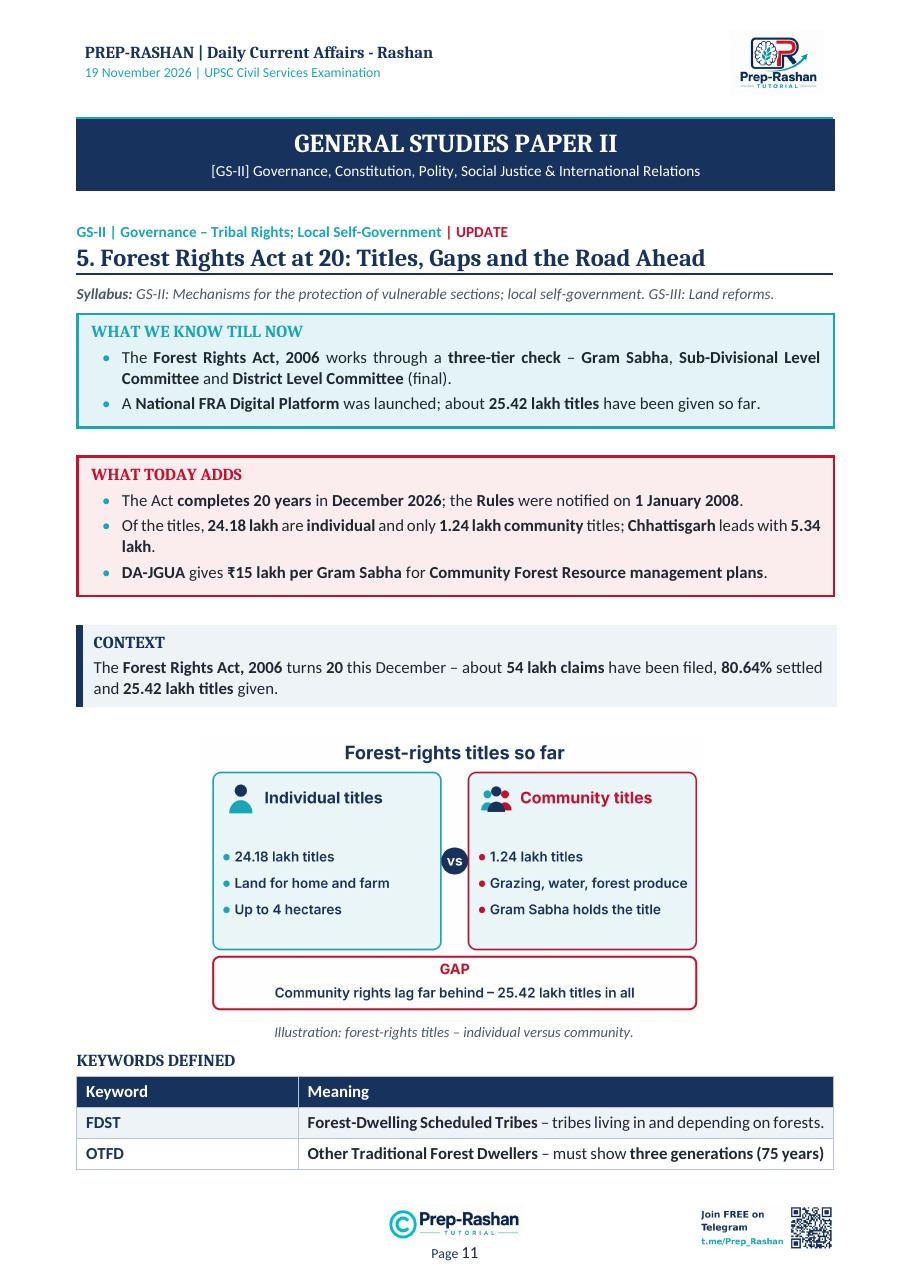 PREP-RASHAN | Daily Current Affairs - Rashan
19 November 2026 | UPSC Civil Services Examination
Prep-Rashan
TUTORIAL
GENERAL STUDIES PAPER II
[GS-II] Governance, Constitution, Polity, Social Justice & International Relations
GS-II | Governance – Tribal Rights; Local Self-Government | UPDATE
5. Forest Rights Act at 20: Titles, Gaps and the Road Ahead
Syllabus: GS-II: Mechanisms for the protection of vulnerable sections; local self-government. GS-III: Land reforms.
WHAT WE KNOW TILL NOW
• The Forest Rights Act, 2006 works through a three-tier check – Gram Sabha, Sub-Divisional Level
Committee and District Level Committee (final).
• A National FRA Digital Platform was launched; about 25.42 lakh titles have been given so far.
WHAT TODAY ADDS
• The Act completes 20 years in December 2026; the Rules were notified on 1 January 2008.
• Of the titles, 24.18 lakh are individual and only 1.24 lakh community titles; Chhattisgarh leads with 5.34
lakh.
• DA-JGUA gives ₹15 lakh per Gram Sabha for Community Forest Resource management plans.
CONTEXT
The Forest Rights Act, 2006 turns 20 this December – about 54 lakh claims have been filed, 80.64% settled
and 25.42 lakh titles given.
Forest-rights titles so far
Individual titles
• 24.18 lakh titles
• Land for home and farm
• Up to 4 hectares
vs
Community titles
• 1.24 lakh titles
• Grazing, water, forest produce
• Gram Sabha holds the title
GAP
Community rights lag far behind – 25.42 lakh titles in all
Illustration: forest-rights titles – individual versus community.
KEYWORDS DEFINED
Keyword Meaning
FDST Forest-Dwelling Scheduled Tribes – tribes living in and depending on forests.
OTFD Other Traditional Forest Dwellers – must show three generations (75 years)
© Prep-Rashan
TUTORIAL
Page 11
Join FREE on
Telegram
t.me/Prep_Rashan